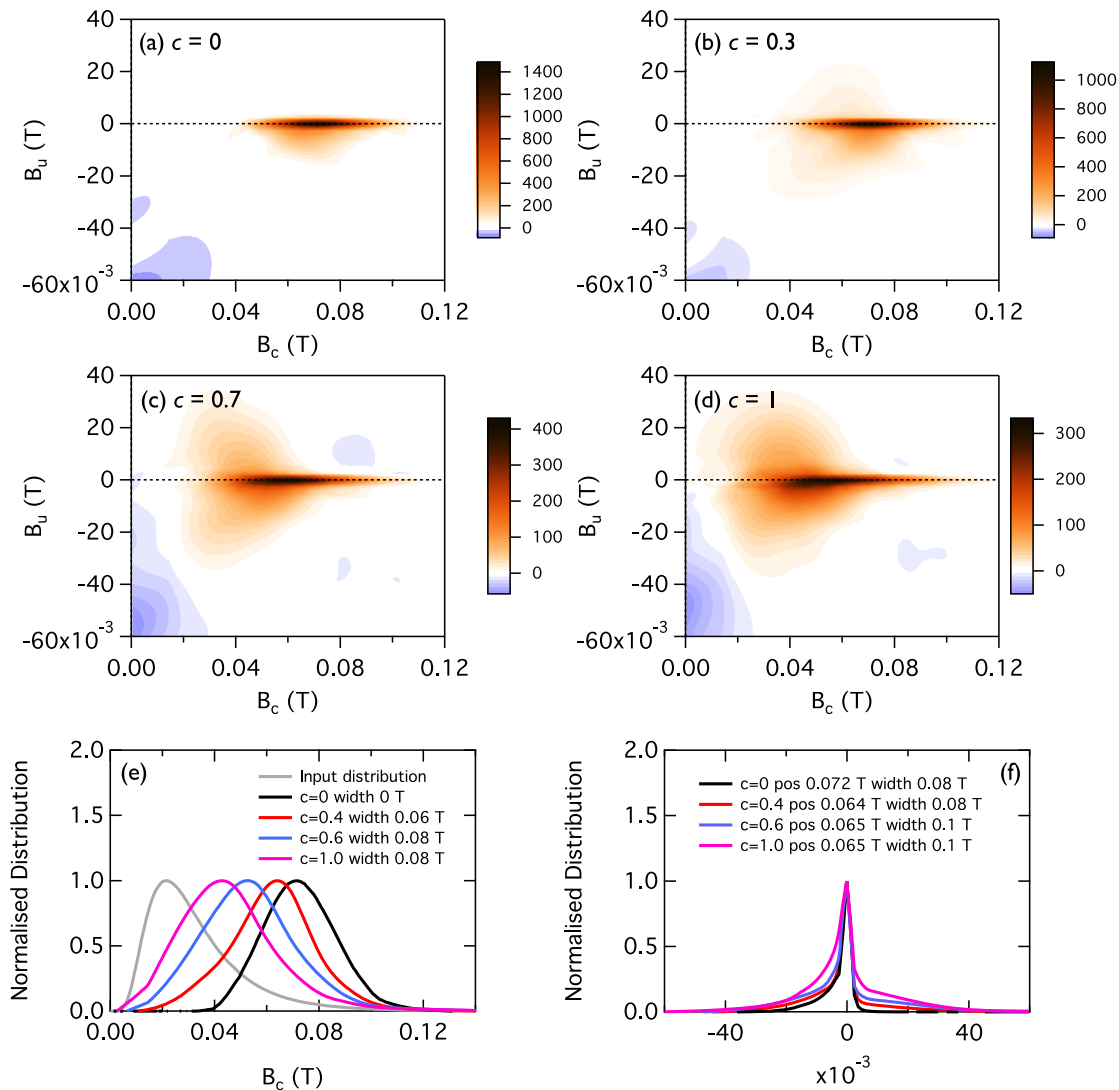 (a) c = 0
40
20
0
-20
-40
-60x10⁻³
B_u (T)
0.00
0.04
0.08
0.12
B_c (T)
1400
1200
1000
800
600
400
200
0
(b) c = 0.3
40
20
0
-20
-40
-60x10⁻³
B_u (T)
0.00
0.04
0.08
0.12
B_c (T)
1000
800
600
400
200
0
(c) c = 0.7
40
20
0
-20
-40
-60x10⁻³
B_u (T)
0.00
0.04
0.08
0.12
B_c (T)
400
300
200
100
0
(d) c = 1
40
20
0
-20
-40
-60x10⁻³
B_u (T)
0.00
0.04
0.08
0.12
B_c (T)
300
200
100
0
(e)
Input distribution
c=0 width 0 T
c=0.4 width 0.06 T
c=0.6 width 0.08 T
c=1.0 width 0.08 T
2.0
1.5
1.0
0.5
0.0
Normalised Distribution
0.00
0.04
0.08
0.12
B_c (T)
(f)
c=0 pos 0.072 T width 0.08 T
c=0.4 pos 0.064 T width 0.08 T
c=0.6 pos 0.065 T width 0.1 T
c=1.0 pos 0.065 T width 0.1 T
2.0
1.5
1.0
0.5
0.0
Normalised Distribution
-40
0
40
x10⁻³